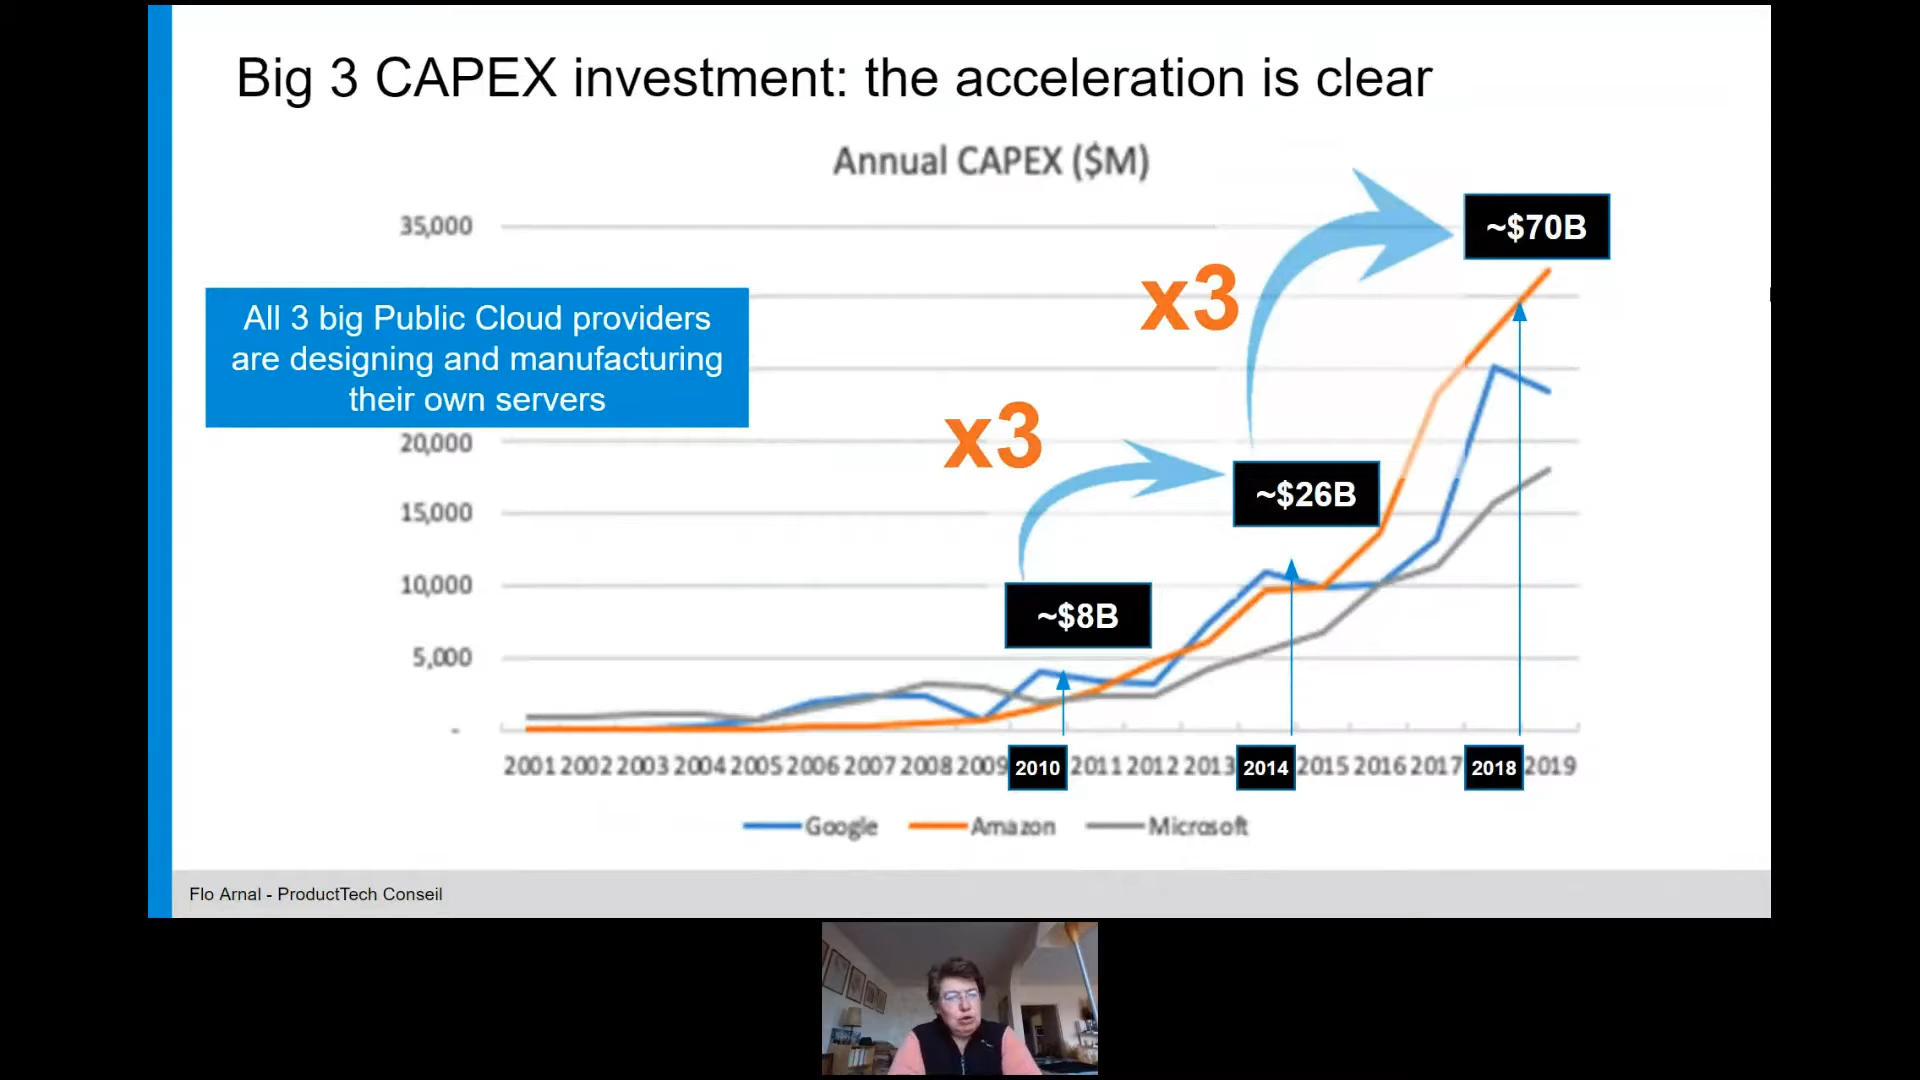 Big 3 CAPEX investment: the acceleration is clear
Annual CAPEX ($M)
35,000
~$70B
x3
All 3 big Public Cloud providers
are designing and manufacturing
their own servers
x3
20,000
~$26B
15,000
10,000
~$8B
5,000
-
2001 2002 2003 2004 2005 2006 2007 2008 2009 2010 2011 2012 2013 2014 2015 2016 2017 2018 2019
Google Amazon Microsoft
Flo Arnal - ProductTech Conseil